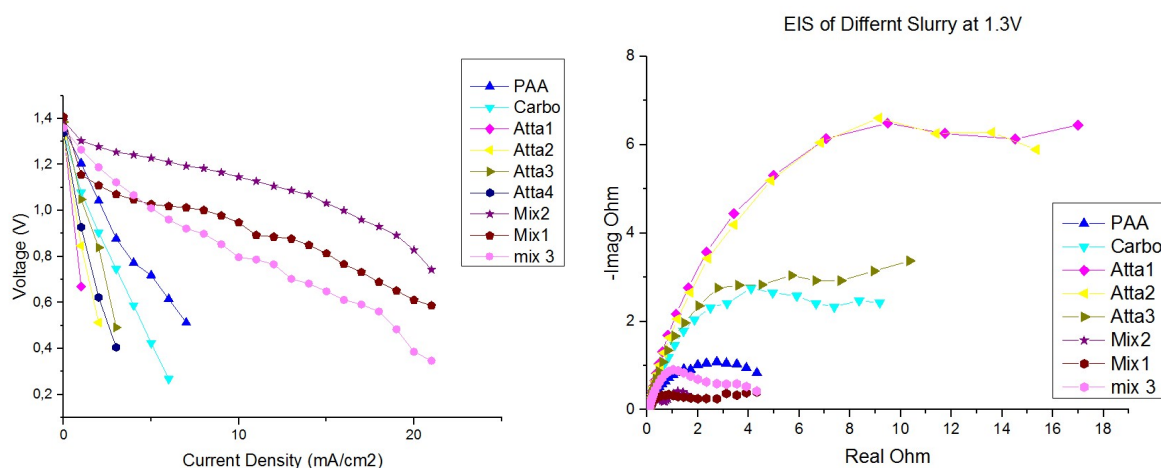 PAA
Carbo
Atta1
Atta2
Atta3
Atta4
Mix2
Mix1
mix 3
1,4
1,2
1,0
0,8
0,6
0,4
0,2
Voltage (V)
0
10
20
Current Density (mA/cm2)
EIS of Differnt Slurry at 1.3V
8
6
4
2
0
-Imag Ohm
PAA
Carbo
Atta1
Atta2
Atta3
Mix2
Mix1
mix 3
0 2 4 6 8 10 12 14 16 18
Real Ohm